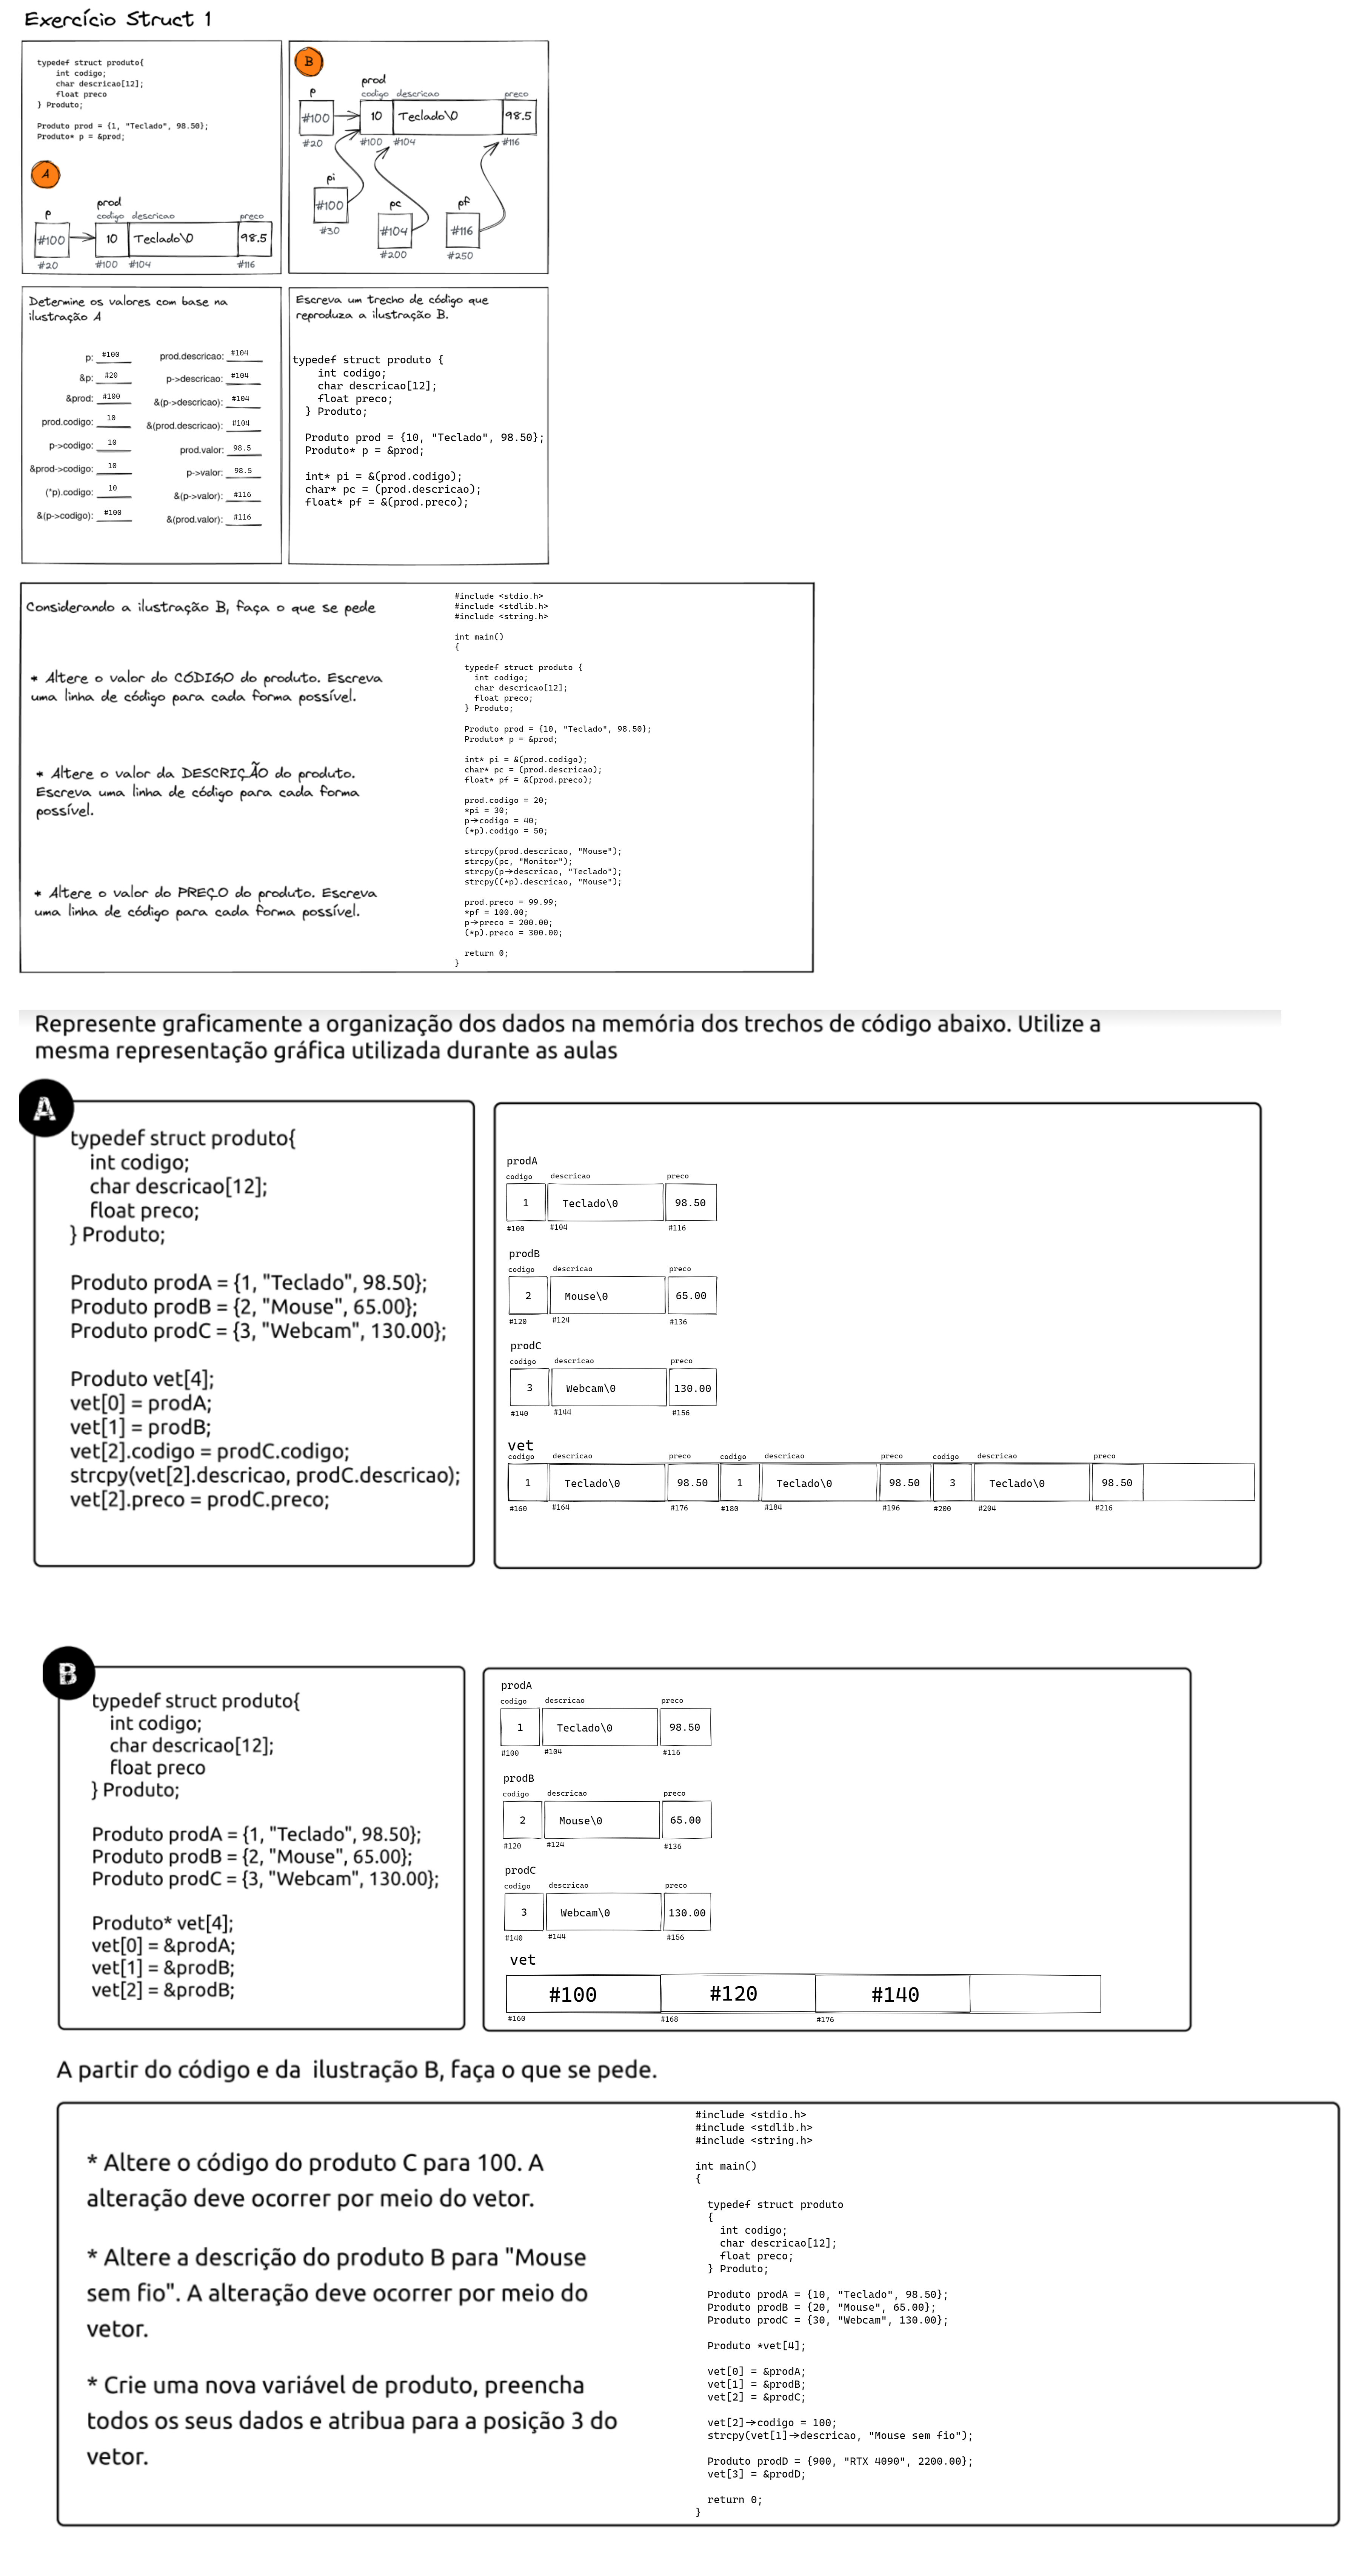 Exercício Struct 1
typedef struct produto{
int codigo;
char descricao[12];
float preco
} Produto;
Produto prod = {1, "Teclado", 98.50};
Produto* p = &prod;
A
p
prod
codigo descricao preco
#100 10 Teclado\0 98.5
#20 #100 #104 #116
B
prod
p codigo descricao preco
#100 10 Teclado\0 98.5
#20 #100 #104 #116
pi
#100
#30
pc
#104
#200
pf
#116
#250
Determine os valores com base na
ilustração A
p: #100
&p: #20
&prod: #100
prod.codigo: 10
p->codigo: 10
&prod->codigo: 10
(*p).codigo: 10
&(p->codigo): #100
prod.descricao: #104
p->descricao: #104
&(p->descricao): #104
&(prod.descricao): #104
prod.valor: 98.5
p->valor: 98.5
&(p->valor): #116
&(prod.valor): #116
Escreva um trecho de código que
reproduza a ilustração B.
typedef struct produto {
int codigo;
char descricao[12];
float preco;
} Produto;
Produto prod = {10, "Teclado", 98.50};
Produto* p = &prod;
int* pi = &(prod.codigo);
char* pc = (prod.descricao);
float* pf = &(prod.preco);
Considerando a ilustração B, faça o que se pede
* Altere o valor do CÓDIGO do produto. Escreva
uma linha de código para cada forma possível.
* Altere o valor da DESCRIÇÃO do produto.
Escreva uma linha de código para cada forma
possível.
* Altere o valor do PREÇO do produto. Escreva
uma linha de código para cada forma possível.
#include <stdio.h>
#include <stdlib.h>
#include <string.h>
int main()
{
typedef struct produto {
int codigo;
char descricao[12];
float preco;
} Produto;
Produto prod = {10, "Teclado", 98.50};
Produto* p = &prod;
int* pi = &(prod.codigo);
char* pc = (prod.descricao);
float* pf = &(prod.preco);
prod.codigo = 20;
*pi = 30;
p->codigo = 40;
(*p).codigo = 50;
strcpy(prod.descricao, "Mouse");
strcpy(pc, "Monitor");
strcpy(p->descricao, "Teclado");
strcpy((*p).descricao, "Mouse");
prod.preco = 99.99;
*pf = 100.00;
p->preco = 200.00;
(*p).preco = 300.00;
return 0;
}
Represente graficamente a organização dos dados na memória dos trechos de código abaixo. Utilize a
mesma representação gráfica utilizada durante as aulas
A
typedef struct produto{
int codigo;
char descricao[12];
float preco;
} Produto;
Produto prodA = {1, "Teclado", 98.50};
Produto prodB = {2, "Mouse", 65.00};
Produto prodC = {3, "Webcam", 130.00};
Produto vet[4];
vet[0] = prodA;
vet[1] = prodB;
vet[2].codigo = prodC.codigo;
strcpy(vet[2].descricao, prodC.descricao);
vet[2].preco = prodC.preco;
prodA
codigo descricao preco
1 Teclado\0 98.50
#100 #104 #116
prodB
codigo descricao preco
2 Mouse\0 65.00
#120 #124 #136
prodC
codigo descricao preco
3 Webcam\0 130.00
#140 #144 #156
vet
codigo descricao preco codigo descricao preco codigo descricao preco
1 Teclado\0 98.50 1 Teclado\0 98.50 3 Teclado\0 98.50
#160 #164 #176 #180 #184 #196 #200 #204 #216
B
typedef struct produto{
int codigo;
char descricao[12];
float preco
} Produto;
Produto prodA = {1, "Teclado", 98.50};
Produto prodB = {2, "Mouse", 65.00};
Produto prodC = {3, "Webcam", 130.00};
Produto* vet[4];
vet[0] = &prodA;
vet[1] = &prodB;
vet[2] = &prodB;
prodA
codigo descricao preco
1 Teclado\0 98.50
#100 #104 #116
prodB
codigo descricao preco
2 Mouse\0 65.00
#120 #124 #136
prodC
codigo descricao preco
3 Webcam\0 130.00
#140 #144 #156
vet
#100 #120 #140
#160 #168 #176
A partir do código e da ilustração B, faça o que se pede.
* Altere o código do produto C para 100. A
alteração deve ocorrer por meio do vetor.
* Altere a descrição do produto B para "Mouse
sem fio". A alteração deve ocorrer por meio do
vetor.
* Crie uma nova variável de produto, preencha
todos os seus dados e atribua para a posição 3 do
vetor.
#include <stdio.h>
#include <stdlib.h>
#include <string.h>
int main()
{
typedef struct produto
{
int codigo;
char descricao[12];
float preco;
} Produto;
Produto prodA = {10, "Teclado", 98.50};
Produto prodB = {20, "Mouse", 65.00};
Produto prodC = {30, "Webcam", 130.00};
Produto *vet[4];
vet[0] = &prodA;
vet[1] = &prodB;
vet[2] = &prodC;
vet[2]->codigo = 100;
strcpy(vet[1]->descricao, "Mouse sem fio");
Produto prodD = {900, "RTX 4090", 2200.00};
vet[3] = &prodD;
return 0;
}